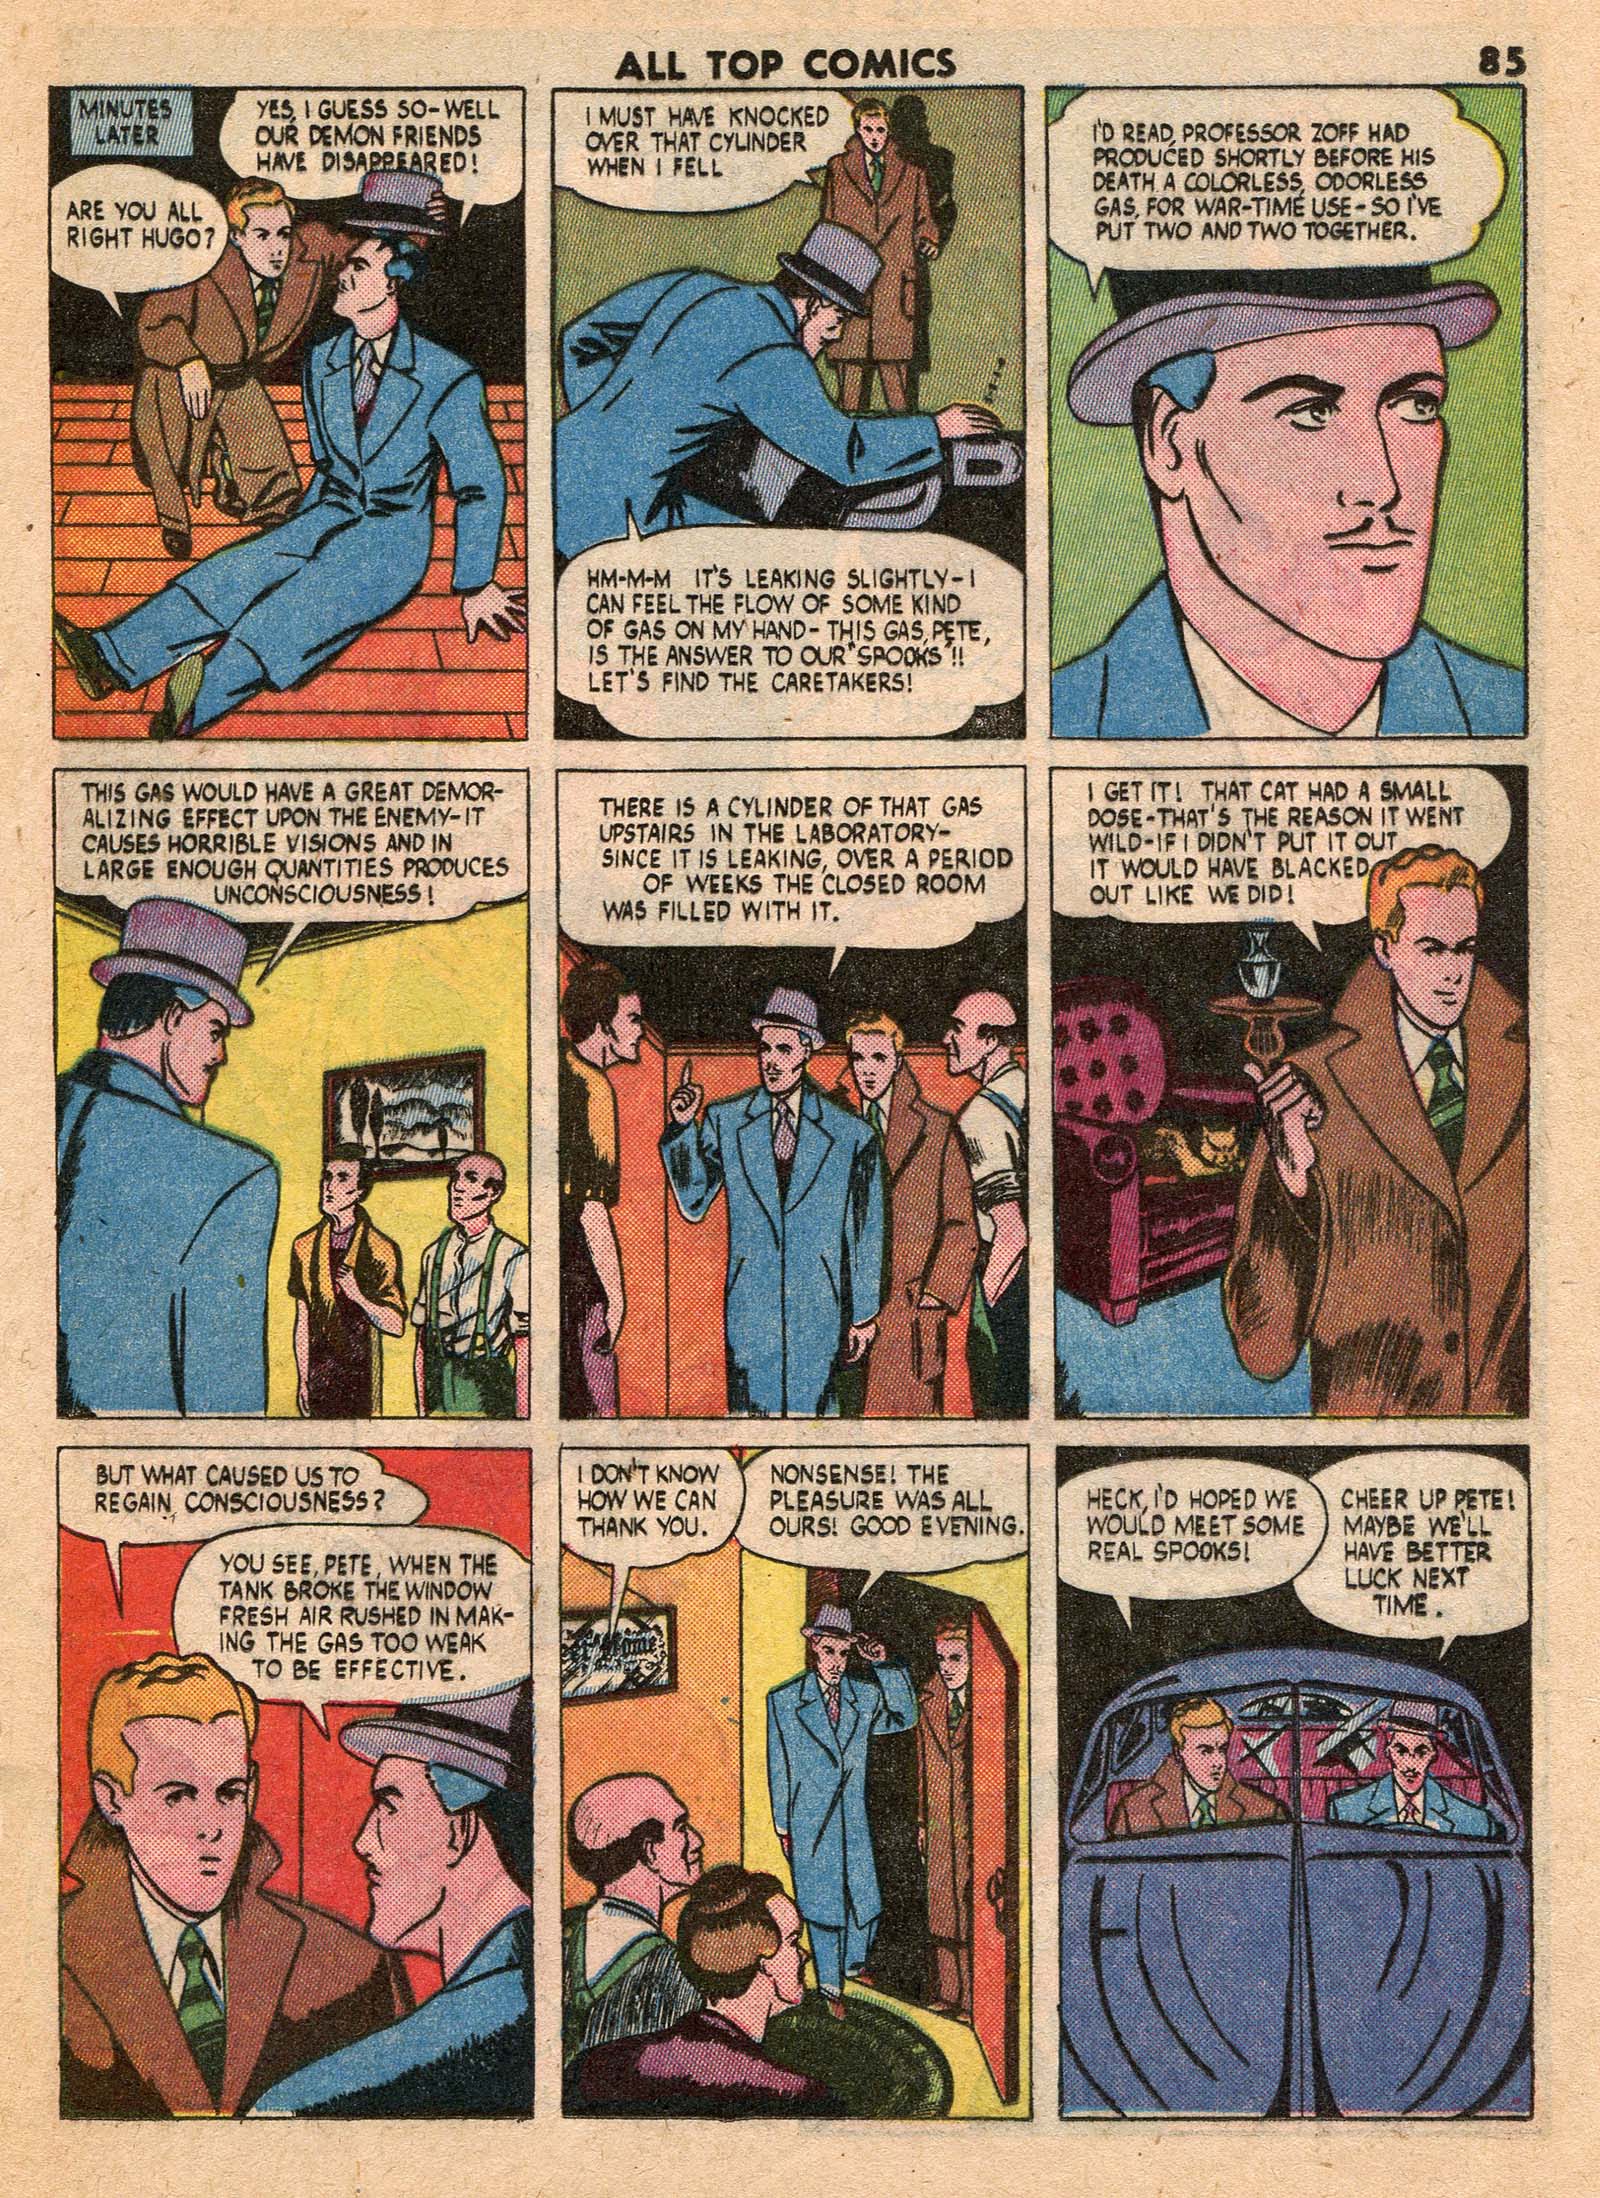 ALL TOP COMICS
85
MINUTES
LATER
ARE YOU ALL
RIGHT HUGO?
YES, I GUESS SO-WELL
OUR DEMON FRIENDS
HAVE DISAPPEARED!
I MUST HAVE KNOCKED
OVER THAT CYLINDER
WHEN I FELL
HM-M-M IT'S LEAKING SLIGHTLY-I
CAN FEEL THE FLOW OF SOME KIND
OF GAS ON MY HAND-THIS GAS, PETE,
IS THE ANSWER TO OUR "SPOOKS"!!
LET'S FIND THE CARETAKERS!
I'D READ, PROFESSOR ZOFF HAD
PRODUCED SHORTLY BEFORE HIS
DEATH A COLORLESS, ODORLESS
GAS, FOR WAR-TIME USE-SO I'VE
PUT TWO AND TWO TOGETHER.
THIS GAS WOULD HAVE A GREAT DEMOR-
ALIZING EFFECT UPON THE ENEMY-IT
CAUSES HORRIBLE VISIONS AND IN
LARGE ENOUGH QUANTITIES PRODUCES
UNCONSCIOUSNESS!
THERE IS A CYLINDER OF THAT GAS
UPSTAIRS IN THE LABORATORY-
SINCE IT IS LEAKING, OVER A PERIOD
OF WEEKS THE CLOSED ROOM
WAS FILLED WITH IT.
I GET IT! THAT CAT HAD A SMALL
DOSE-THAT'S THE REASON IT WENT
WILD-IF I DIDN'T PUT IT OUT
IT WOULD HAVE BLACKED
OUT LIKE WE DID!
BUT WHAT CAUSED US TO
REGAIN CONSCIOUSNESS?
YOU SEE, PETE, WHEN THE
TANK BROKE THE WINDOW
FRESH AIR RUSHED IN MAK-
ING THE GAS TOO WEAK
TO BE EFFECTIVE.
I DON'T KNOW
HOW WE CAN
THANK YOU.
NONSENSE! THE
PLEASURE WAS ALL
OURS! GOOD EVENING.
HECK, I'D HOPED WE
WOULD MEET SOME
REAL SPOOKS!
CHEER UP PETE!
MAYBE WE'LL
HAVE BETTER
LUCK NEXT
TIME.